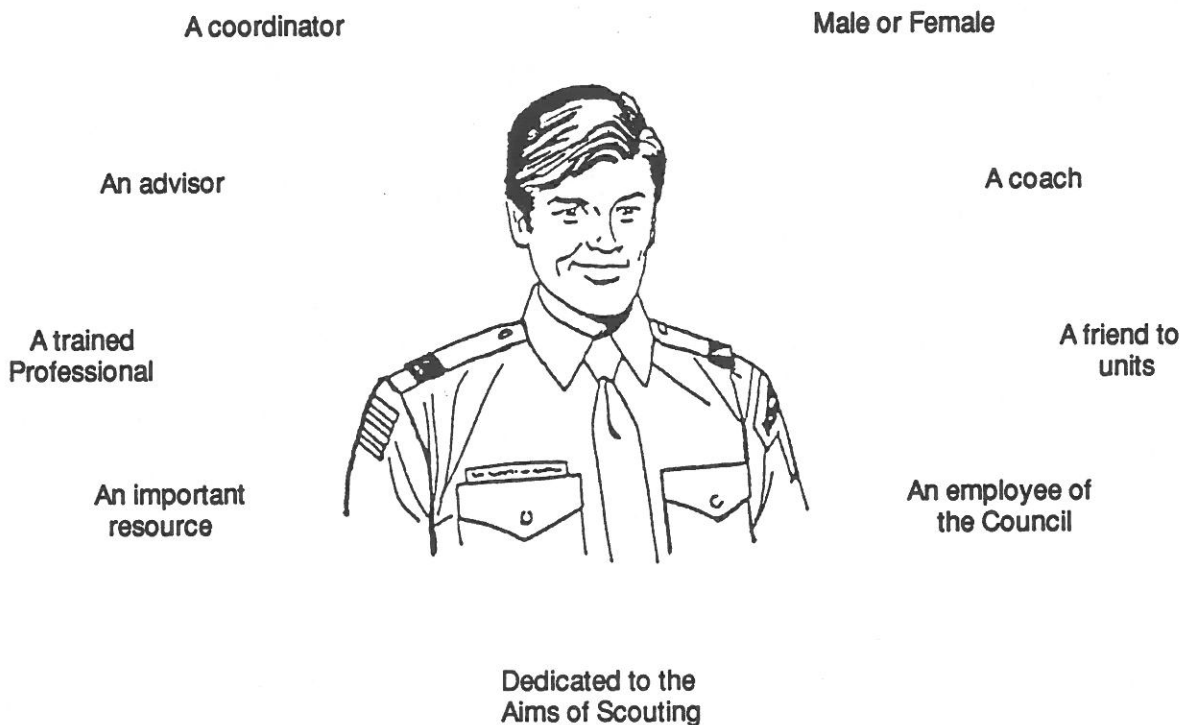 A coordinator
Male or Female
An advisor
A coach
A trained
Professional
A friend to
units
An important
resource
An employee of
the Council
Dedicated to the
Aims of Scouting